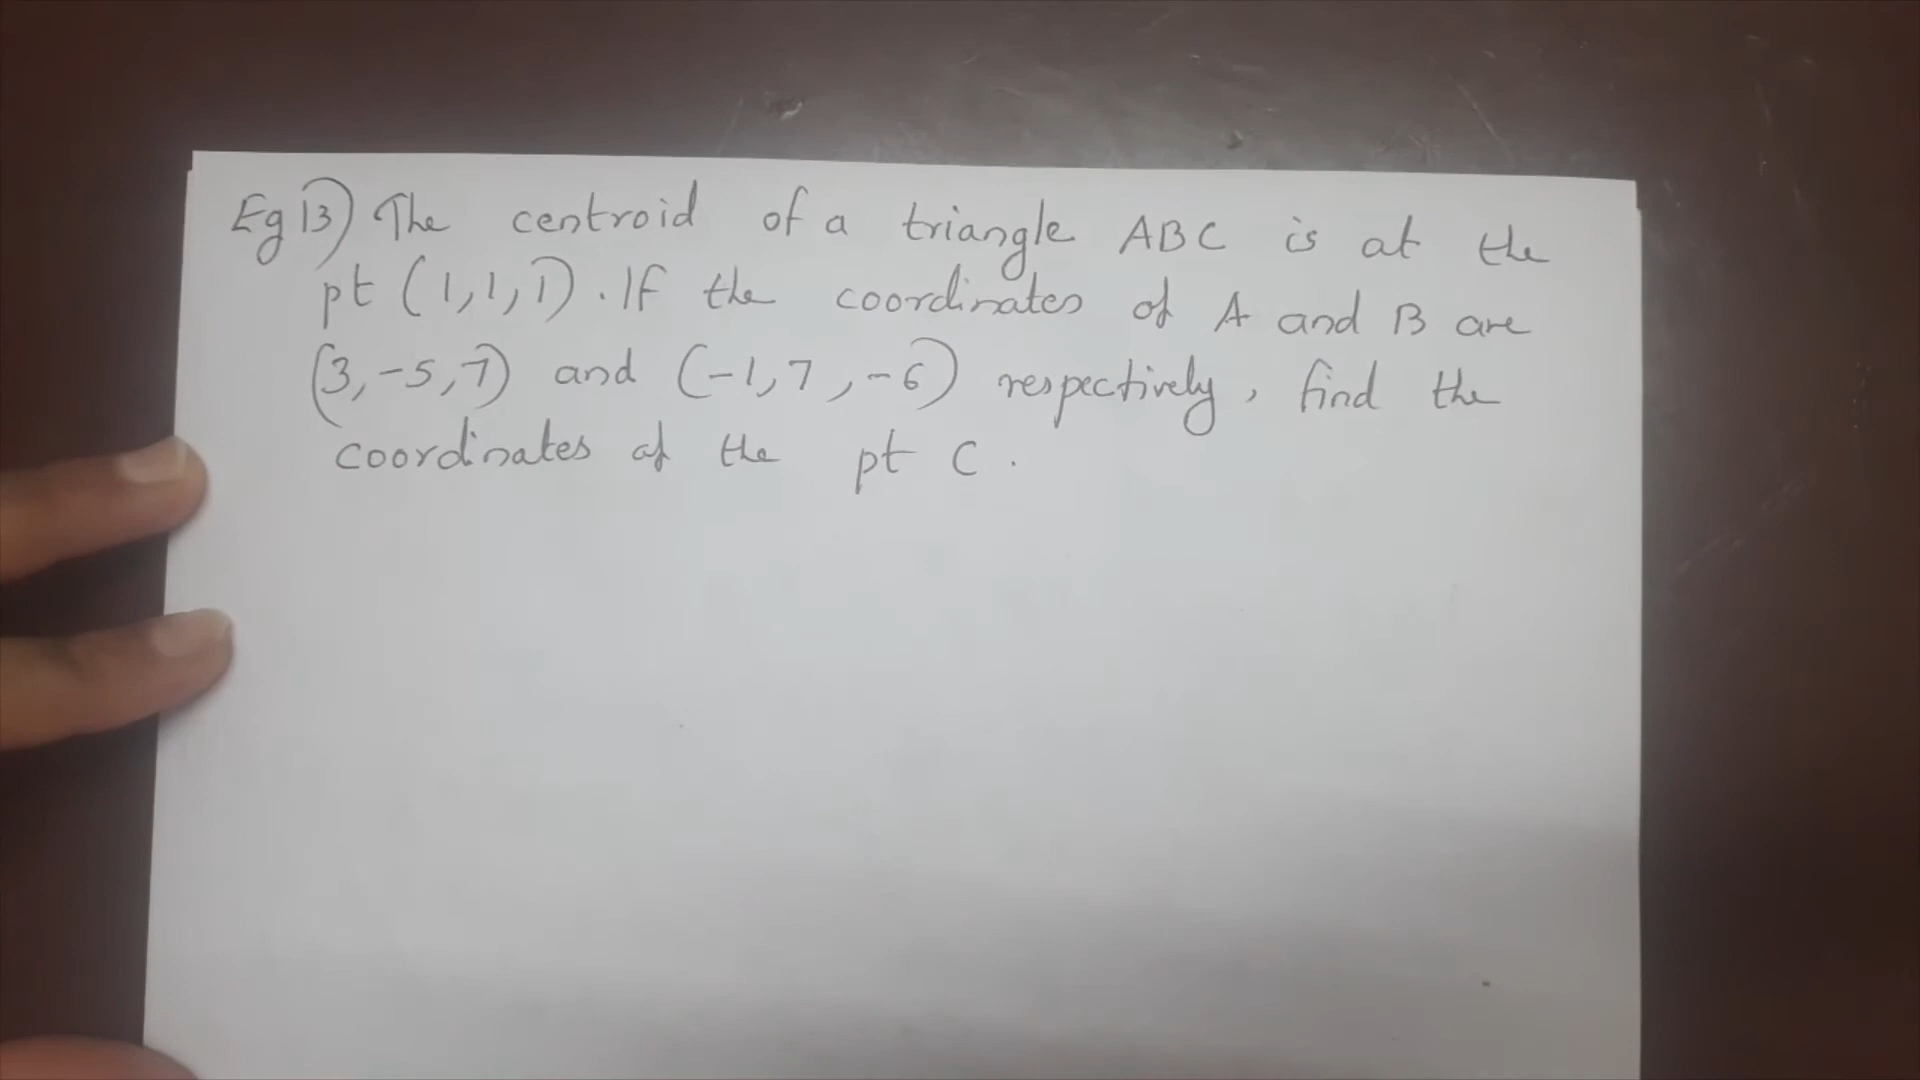 Eg 13) The centroid of a triangle ABC is at the
pt (1,1,1). If the coordinates of A and B are
(3,-5,7) and (-1,7,-6) respectively, find the
coordinates of the pt C.